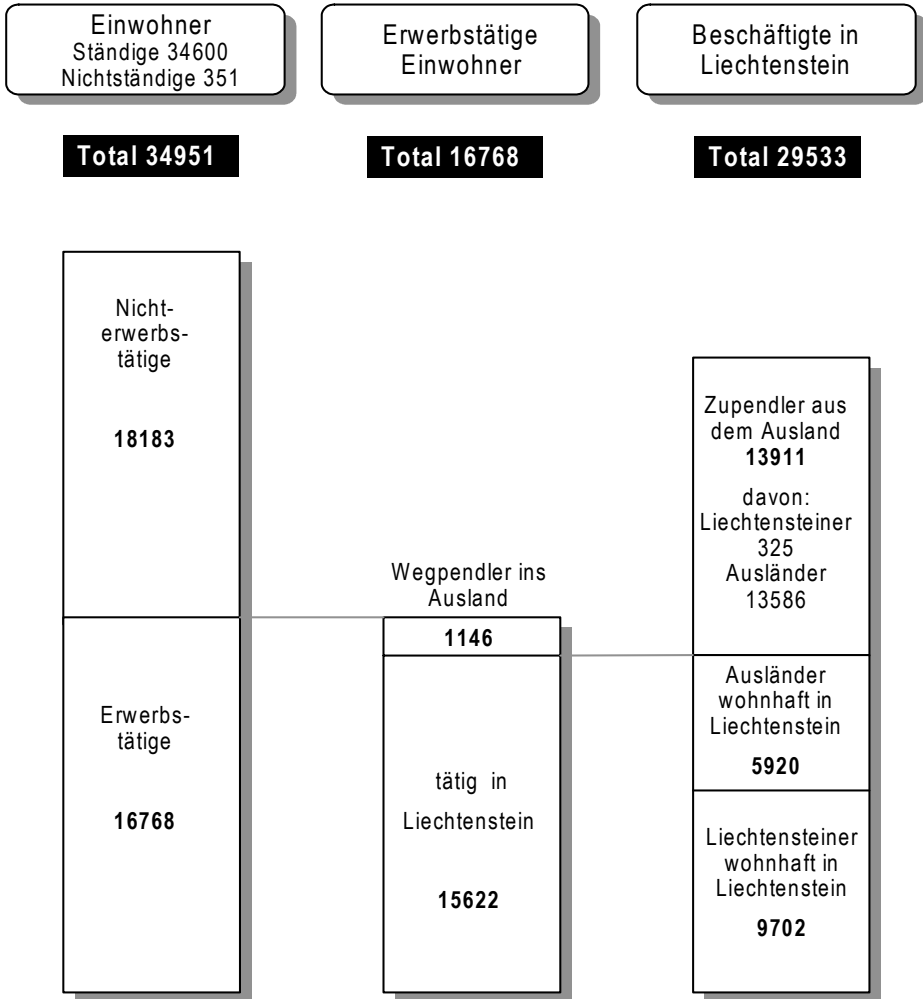 Einwohner
Ständige 34600
Nichtständige 351
Erwerbstätige
Einwohner
Beschäftigte in
Liechtenstein
Total 34951
Total 16768
Total 29533
Nicht-
erwerbs-
tätige
18183
Erwerbs-
tätige
16768
Wegpendler ins
Ausland
1146
tätig in
Liechtenstein
15622
Zupendler aus
dem Ausland
13911
davon:
Liechtensteiner
325
Ausländer
13586
Ausländer
wohnhaft in
Liechtenstein
5920
Liechtensteiner
wohnhaft in
Liechtenstein
9702